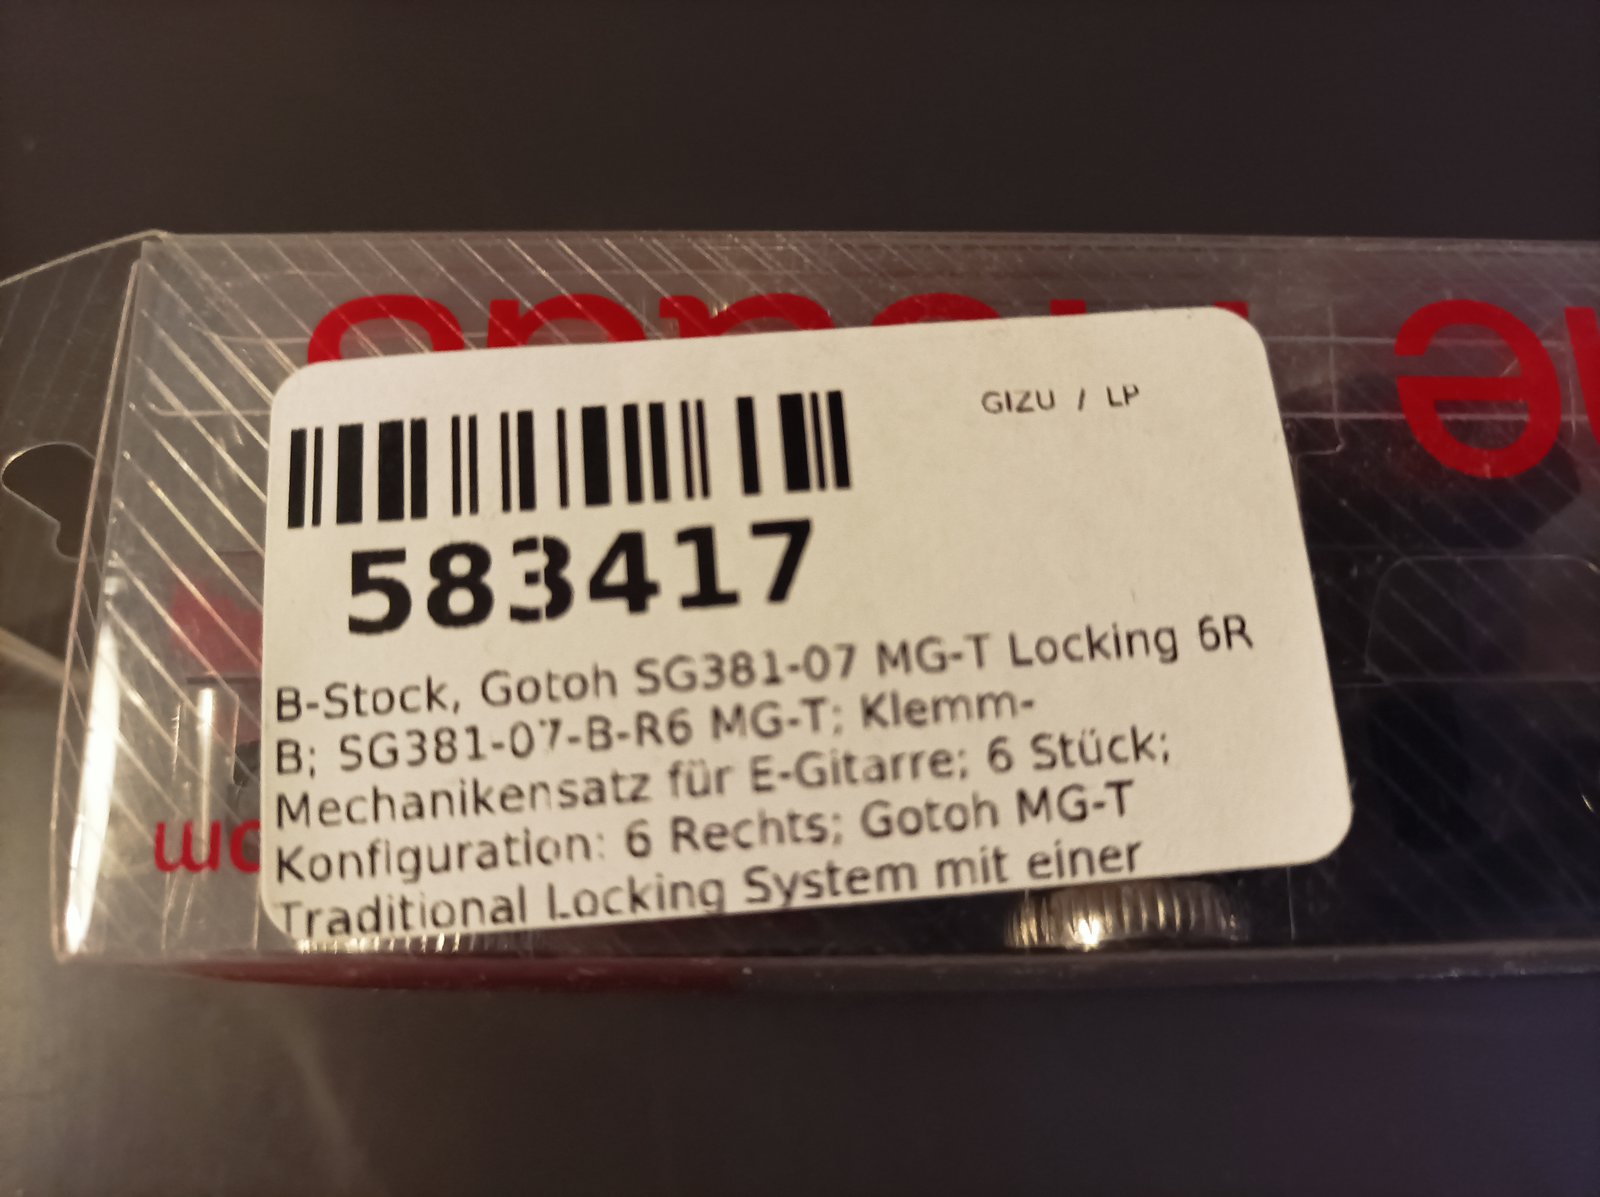 GIZU / LP
583417
B-Stock, Gotoh SG381-07 MG-T Locking 6R
B; SG381-07-B-R6 MG-T; Klemm-
Mechanikensatz für E-Gitarre; 6 Stück;
Konfiguration: 6 Rechts; Gotoh MG-T
Traditional Locking System mit einer